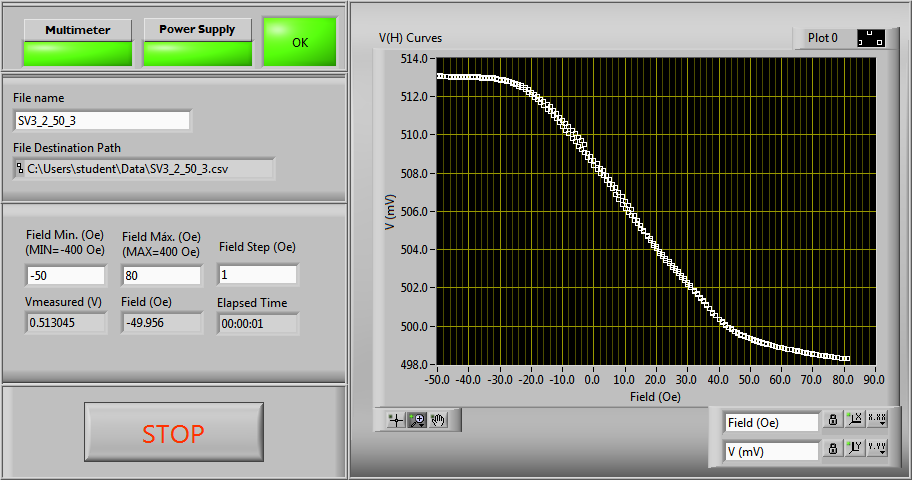 Multimeter
Power Supply
OK
File name
SV3_2_50_3
File Destination Path
C:\Users\student\Data\SV3_2_50_3.csv
Field Min. (Oe)
(MIN=-400 Oe)
Field Máx. (Oe)
(MAX=400 Oe)
Field Step (Oe)
-50
80
1
Vmeasured (V)
Field (Oe)
Elapsed Time
0.513045
-49.956
00:00:01
STOP
V(H) Curves
Plot 0
514.0
512.0
510.0
508.0
506.0
504.0
502.0
500.0
498.0
V (mV)
-50.0 -40.0 -30.0 -20.0 -10.0 0.0 10.0 20.0 30.0 40.0 50.0 60.0 70.0 80.0 90.0
Field (Oe)
Field (Oe)
X
X.XX
V (mV)
Y
Y.YY